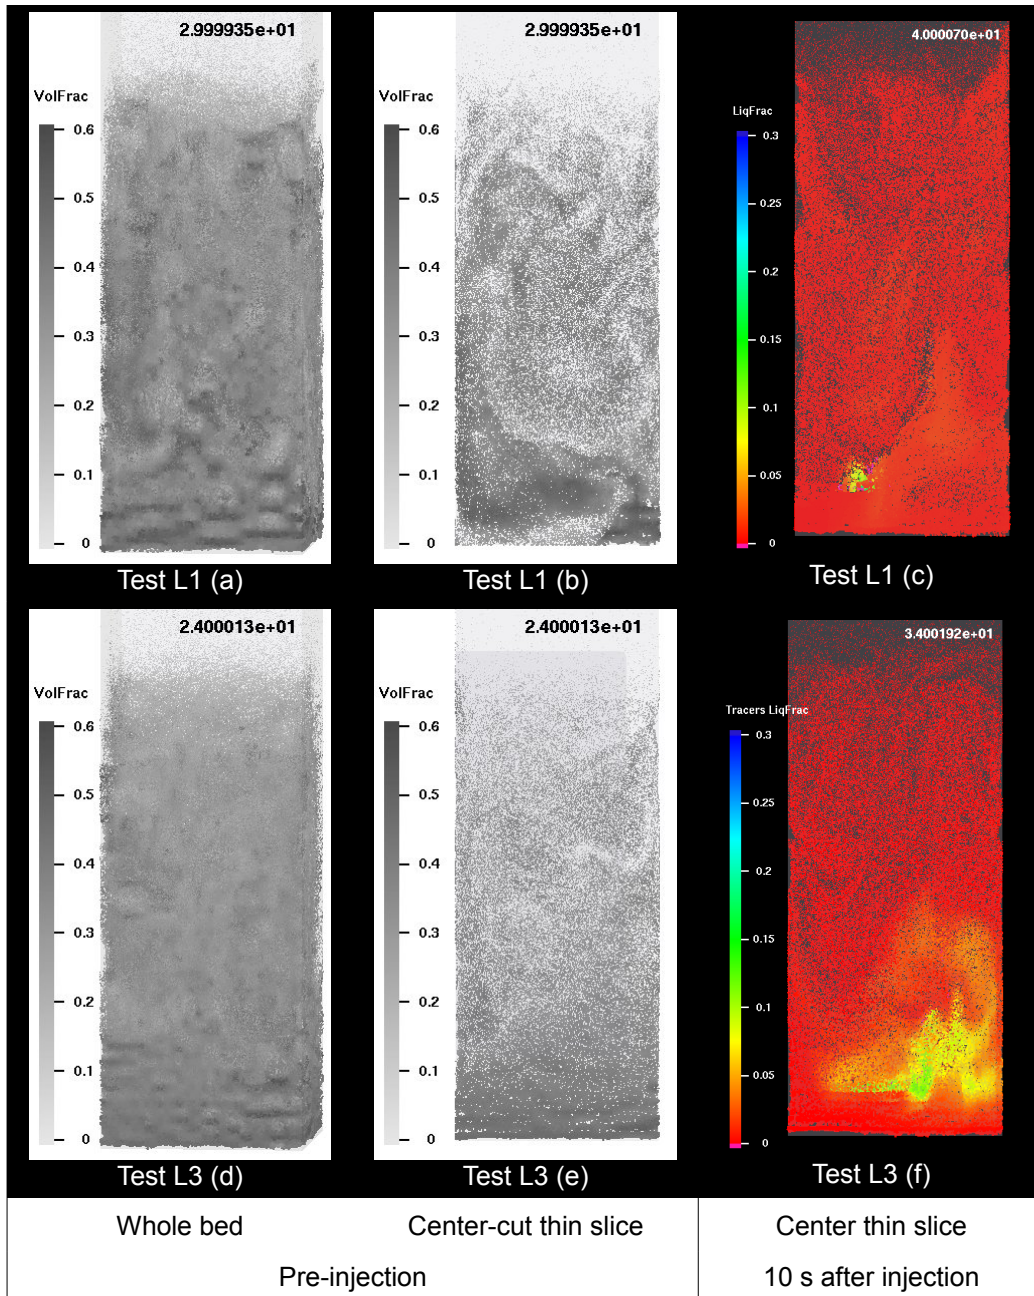 2.999935e+01
VolFrac
0.6
0.5
0.4
0.3
0.2
0.1
0
Test L1 (a)
2.999935e+01
VolFrac
0.6
0.5
0.4
0.3
0.2
0.1
0
Test L1 (b)
4.000070e+01
LiqFrac
0.3
0.25
0.2
0.15
0.1
0.05
0
Test L1 (c)
2.400013e+01
VolFrac
0.6
0.5
0.4
0.3
0.2
0.1
0
Test L3 (d)
2.400013e+01
VolFrac
0.6
0.5
0.4
0.3
0.2
0.1
0
Test L3 (e)
3.400192e+01
Tracers LiqFrac
0.3
0.25
0.2
0.15
0.1
0.05
0
Test L3 (f)
Whole bed
Center-cut thin slice
Center thin slice
Pre-injection
10 s after injection